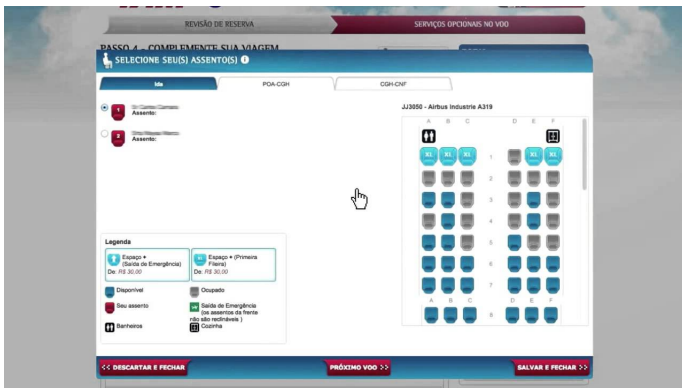 REVISÃO DE RESERVA
SERVIÇOS OPCIONAIS NO VOO
PASSO 4 - COMPLEMENTE SUA VIAGEM
SELECIONE SEU(S) ASSENTO(S)
Ida
POA-CGH
CGH-CNF
1
Assento:
2
Assento:
JJ3050 - Airbus Industrie A319
A B C D E F
XL XL XL 1 XL XL
2
3
4
5
6
7
A B C D E F
8
Legenda
Espaço +
(Saída de Emergência)
De: R$ 30,00
XL
Espaço + (Primeira
Fileira)
De: R$ 30,00
Disponível
Ocupado
Seu assento
Saída de Emergência
(os assentos da frente
não são reclináveis )
Banheiros
Cozinha
<< DESCARTAR E FECHAR
PRÓXIMO VOO >>
SALVAR E FECHAR >>